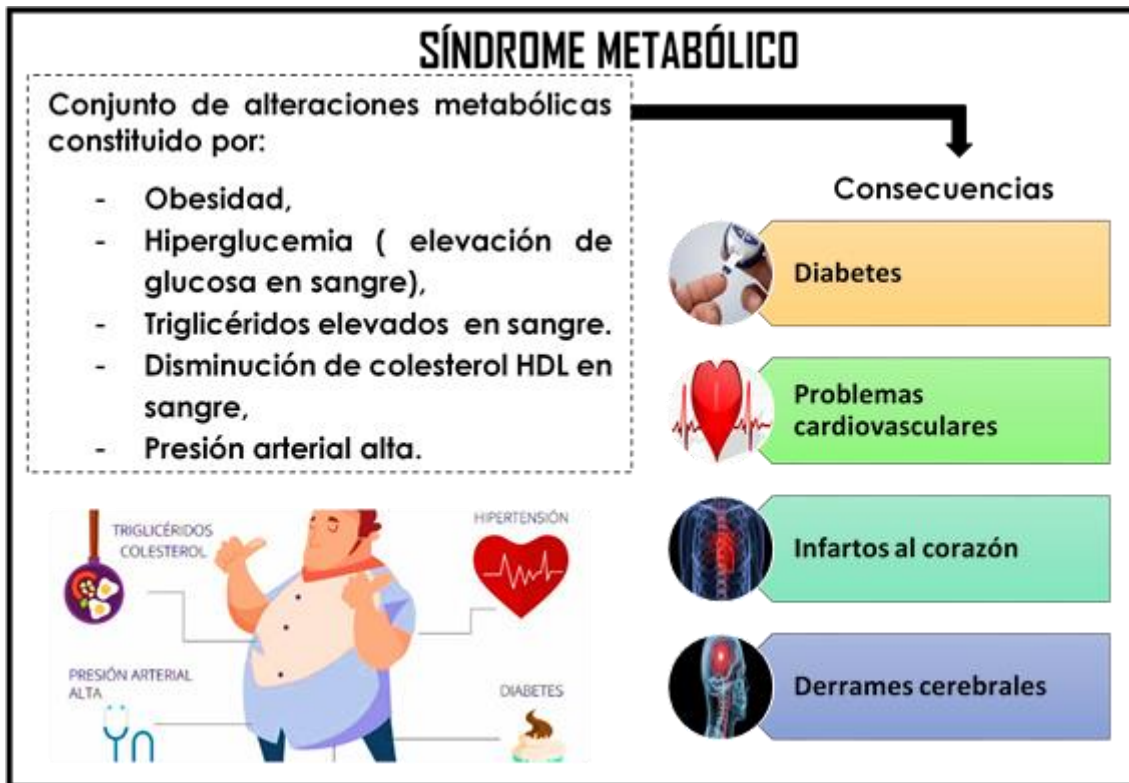 SÍNDROME METABÓLICO
Conjunto de alteraciones metabólicas
constituido por:
- Obesidad,
- Hiperglucemia ( elevación de
glucosa en sangre),
- Triglicéridos elevados en sangre.
- Disminución de colesterol HDL en
sangre,
- Presión arterial alta.
Consecuencias
Diabetes
Problemas
cardiovasculares
Infartos al corazón
Derrames cerebrales
TRIGLICÉRIDOS
COLESTEROL
HIPERTENSIÓN
PRESIÓN ARTERIAL
ALTA
DIABETES